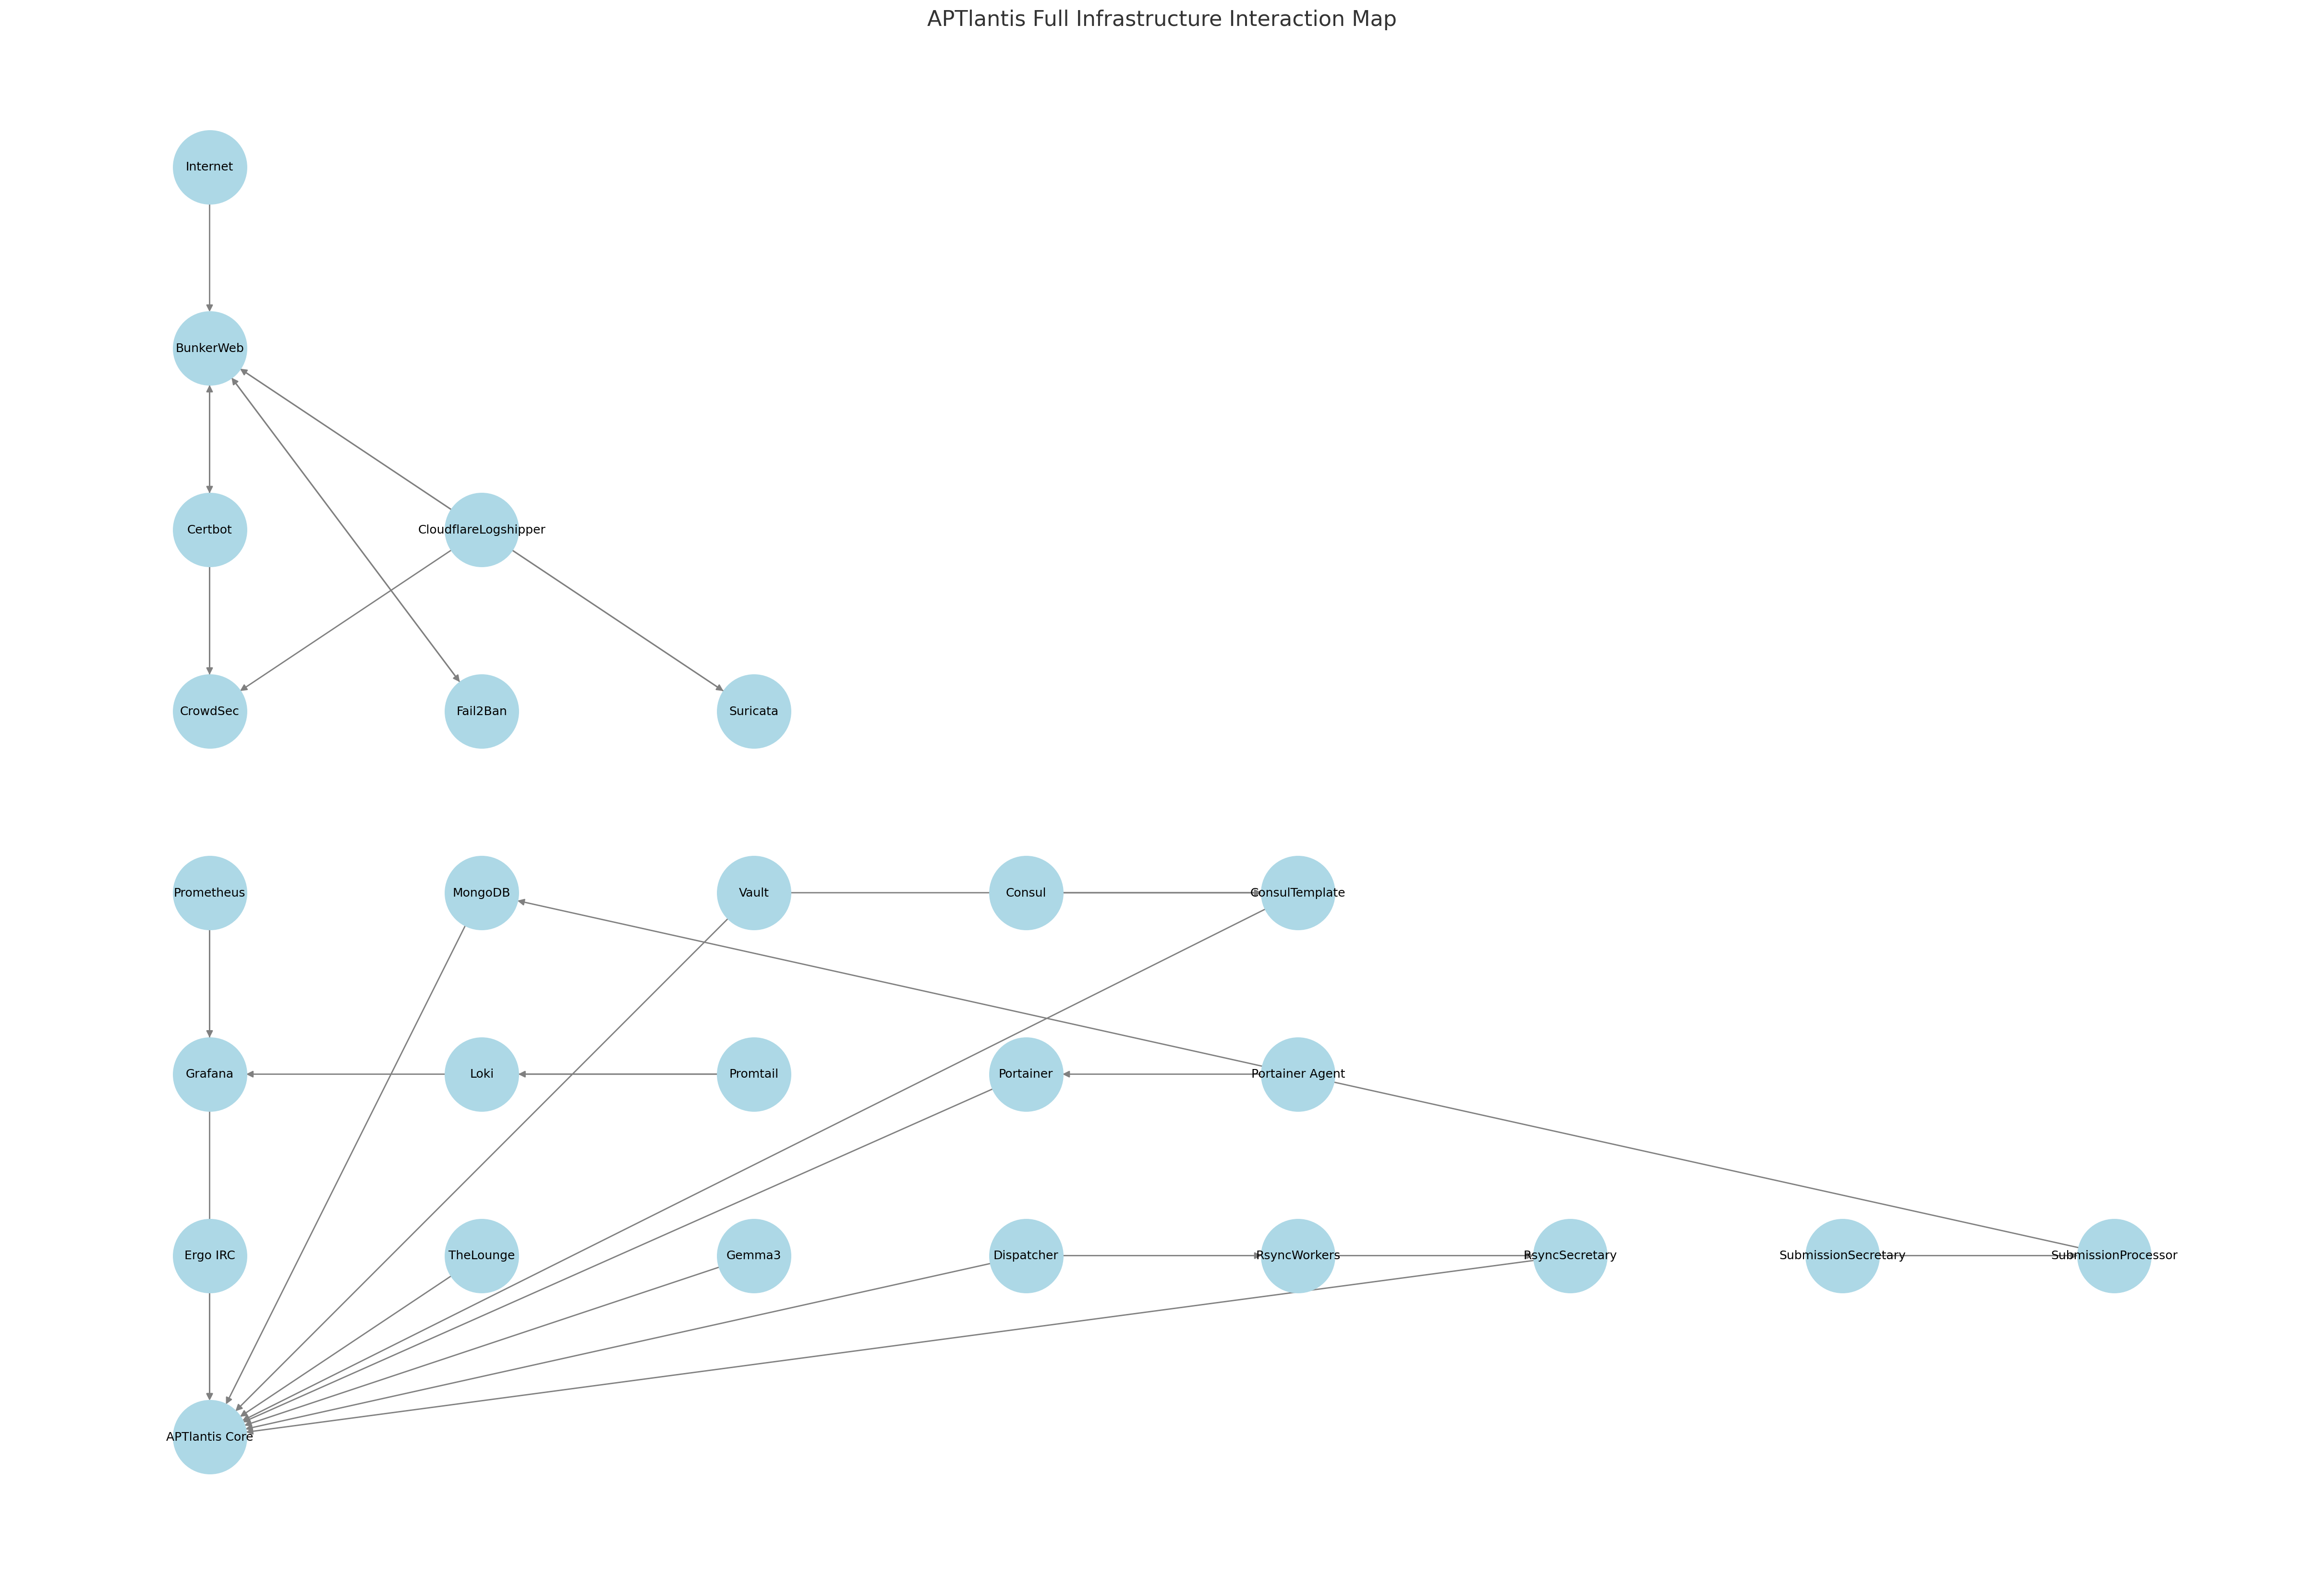 APTlantis Full Infrastructure Interaction Map
Internet
BunkerWeb
Certbot
CloudflareLogshipper
CrowdSec
Fail2Ban
Suricata
Prometheus
MongoDB
Vault
Consul
ConsulTemplate
Grafana
Loki
Promtail
Portainer
Portainer Agent
Ergo IRC
TheLounge
Gemma3
Dispatcher
RsyncWorkers
RsyncSecretary
SubmissionSecretary
SubmissionProcessor
APTlantis Core